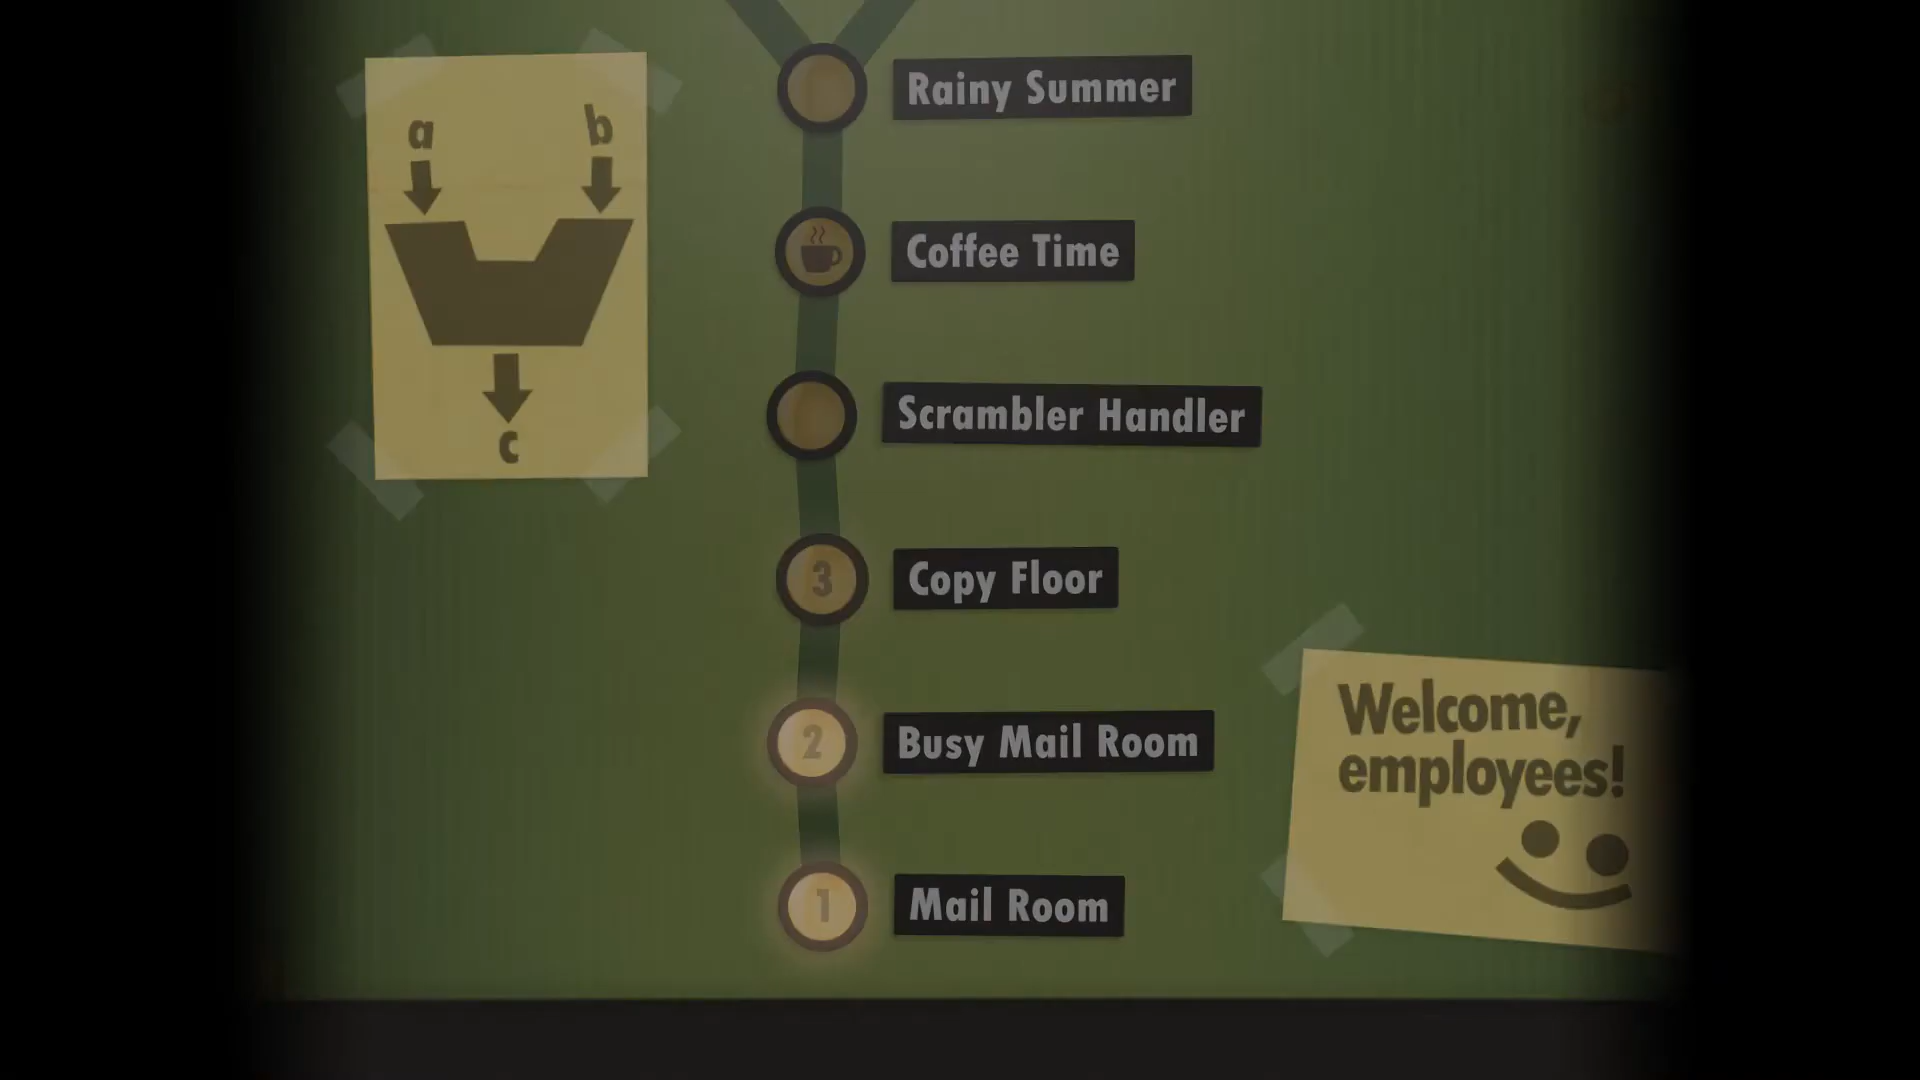 a b
c
Rainy Summer
Coffee Time
Scrambler Handler
3 Copy Floor
2 Busy Mail Room
1 Mail Room
Welcome,
employees!